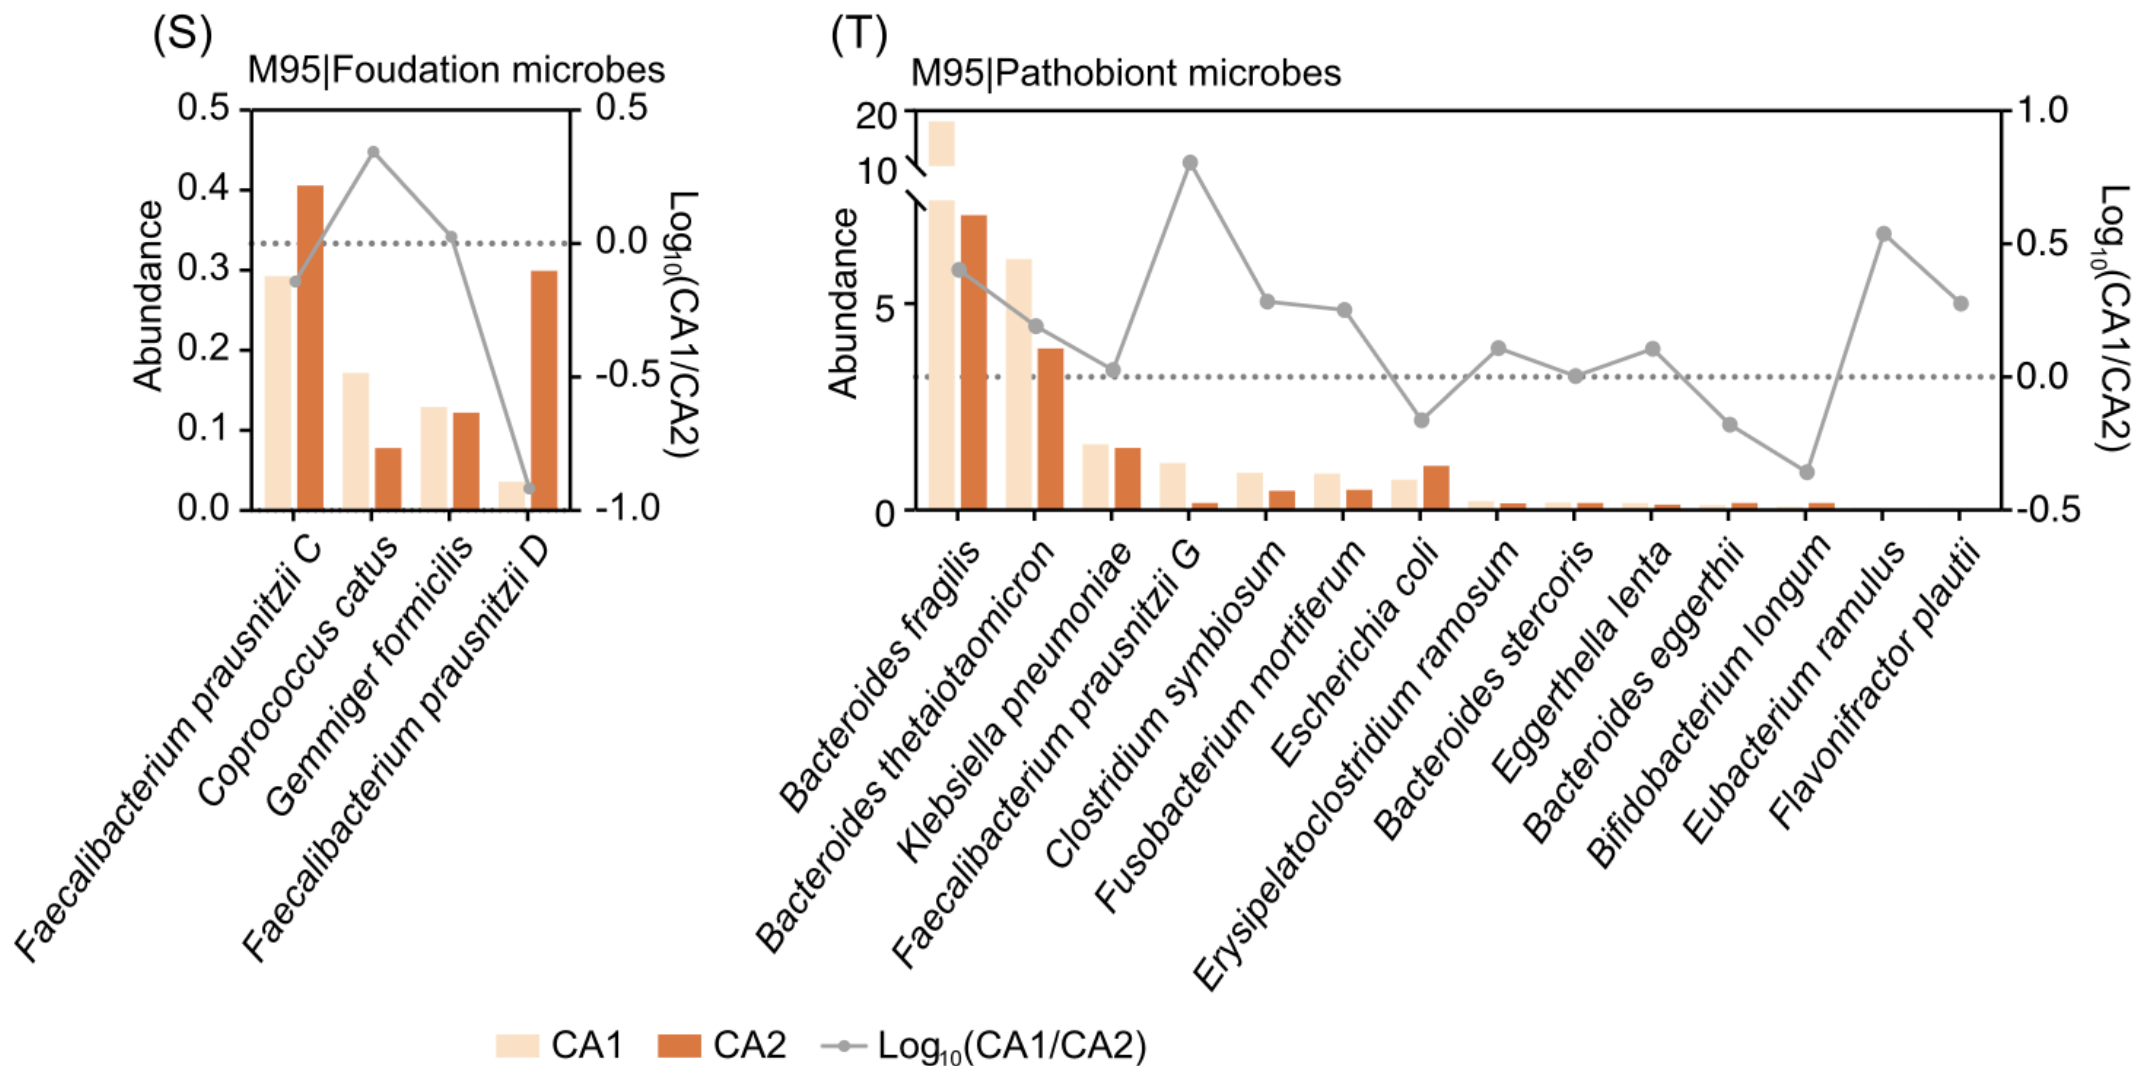 (S)
M95|Foudation microbes
0.5
0.4
0.3
0.2
0.1
0.0
Abundance
0.5
0.0
-0.5
-1.0
Log10(CA1/CA2)
Faecalibacterium prausnitzii C
Coprococcus catus
Gemmiger formicilis
Faecalibacterium prausnitzii D
(T)
M95|Pathobiont microbes
20
10
5
0
Abundance
1.0
0.5
0.0
-0.5
Log10(CA1/CA2)
Bacteroides fragilis
Bacteroides thetaiotaomicron
Klebsiella pneumoniae
Faecalibacterium prausnitzii G
Clostridium symbiosum
Fusobacterium mortiferum
Escherichia coli
Erysipelatoclostridium ramosum
Bacteroides stercoris
Eggerthella lenta
Bacteroides eggerthii
Bifidobacterium longum
Eubacterium ramulus
Flavonifractor plautii
CA1 CA2 Log10(CA1/CA2)